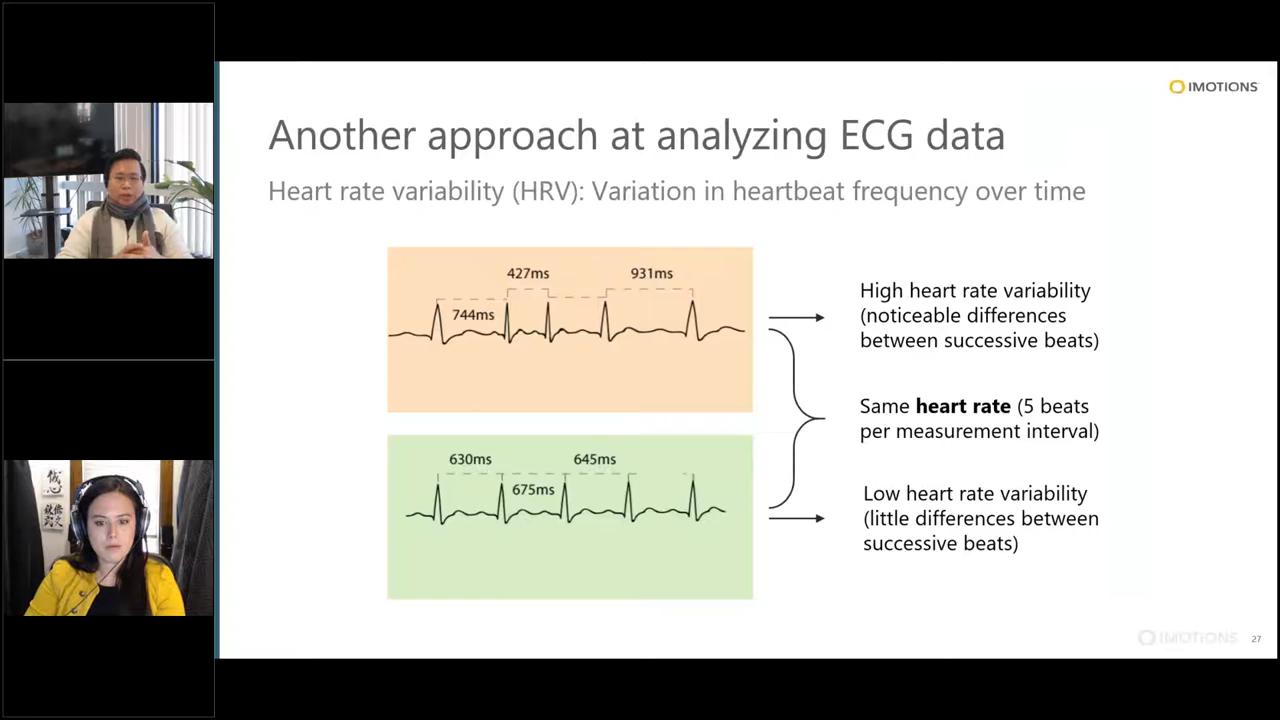 IMOTIONS
Another approach at analyzing ECG data
Heart rate variability (HRV): Variation in heartbeat frequency over time
427ms
931ms
744ms
High heart rate variability
(noticeable differences
between successive beats)
Same heart rate (5 beats
per measurement interval)
630ms
645ms
675ms
Low heart rate variability
(little differences between
successive beats)
IMOTIONS
27